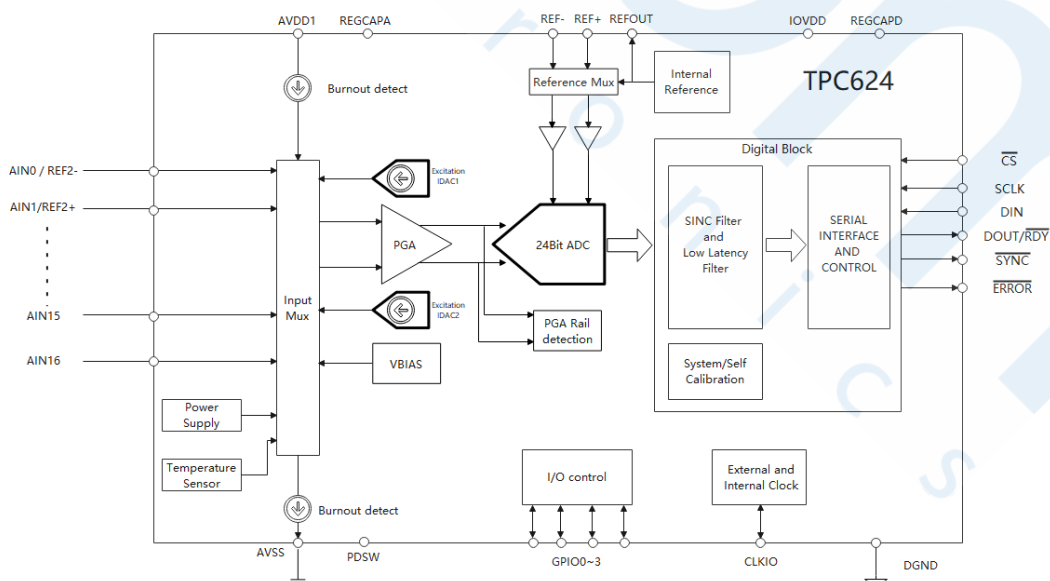 AVDD1
REGCAPA
REF-
REF+
REFOUT
IOVDD
REGCAPD
TPC624
Burnout detect
Reference Mux
Internal
Reference
Digital Block
AIN0 / REF2-
AIN1/REF2+
AIN15
AIN16
Excitation
IDAC1
PGA
24Bit ADC
SINC Filter
and
Low Latency
Filter
SERIAL
INTERFACE
AND
CONTROL
CS
SCLK
DIN
DOUT/RDY
SYNC
ERROR
Input
Mux
Excitation
IDAC2
PGA Rail
detection
VBIAS
System/Self
Calibration
Power
Supply
Temperature
Sensor
I/O control
External and
Internal Clock
Burnout detect
AVSS
PDSW
GPIO0~3
CLKIO
DGND
r
o
n
i
c
s